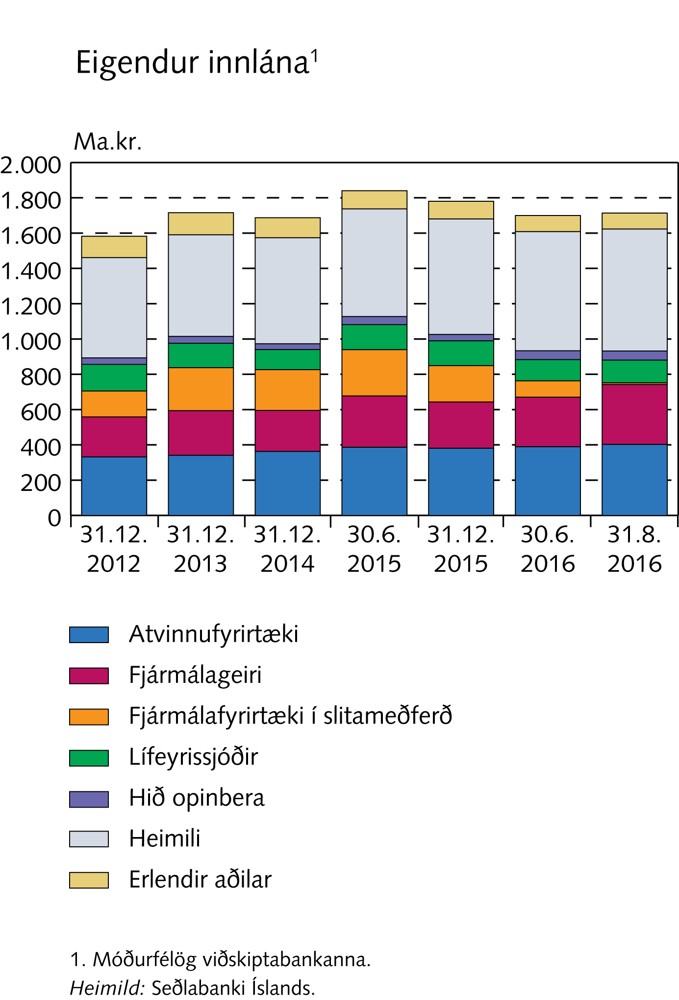 Eigendur innlána¹
Ma.kr.
2.000
1.800
1.600
1.400
1.200
1.000
800
600
400
200
0
31.12. 31.12. 31.12. 30.6. 31.12. 30.6. 31.8.
2012 2013 2014 2015 2015 2016 2016
Atvinnufyrirtæki
Fjármálageiri
Fjármálafyrirtæki í slitameðferð
Lífeyrissjóðir
Hið opinbera
Heimili
Erlendir aðilar
1. Móðurfélög viðskiptabankanna.
Heimild: Seðlabanki Íslands.